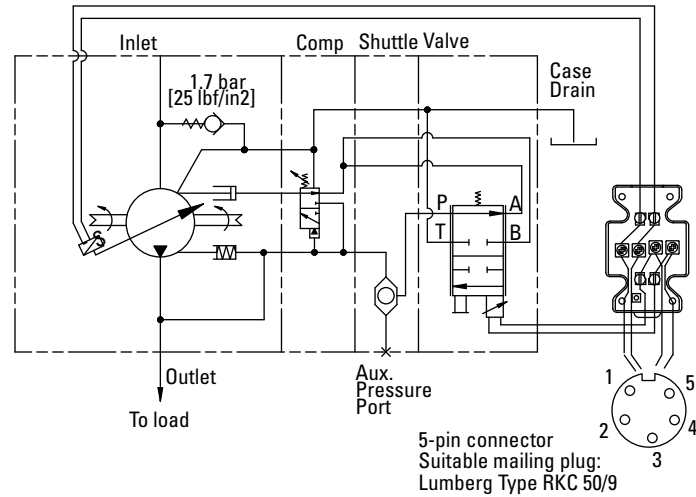 Inlet
Comp
Shuttle Valve
1.7 bar
[25 lbf/in2]
Case
Drain
P
A
T
B
S
Outlet
To load
Aux.
Pressure
Port
1
5
2
4
3
5-pin connector
Suitable mailing plug:
Lumberg Type RKC 50/9